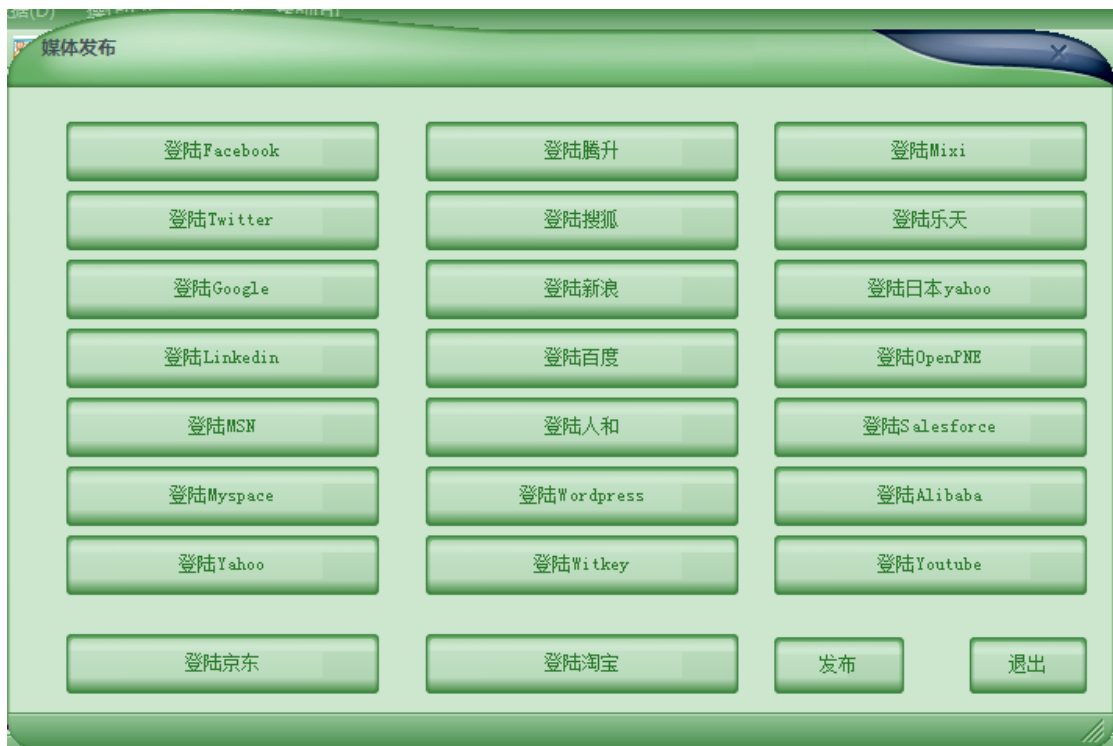 媒体发布
登陆Facebook 登陆腾升 登陆Mixi
登陆Twitter 登陆搜狐 登陆乐天
登陆Google 登陆新浪 登陆日本yahoo
登陆Linkedin 登陆百度 登陆OpenPNE
登陆MSN 登陆人和 登陆Salesforce
登陆Myspace 登陆Wordpress 登陆Alibaba
登陆Yahoo 登陆Witkey 登陆Youtube
登陆京东 登陆淘宝 发布 退出